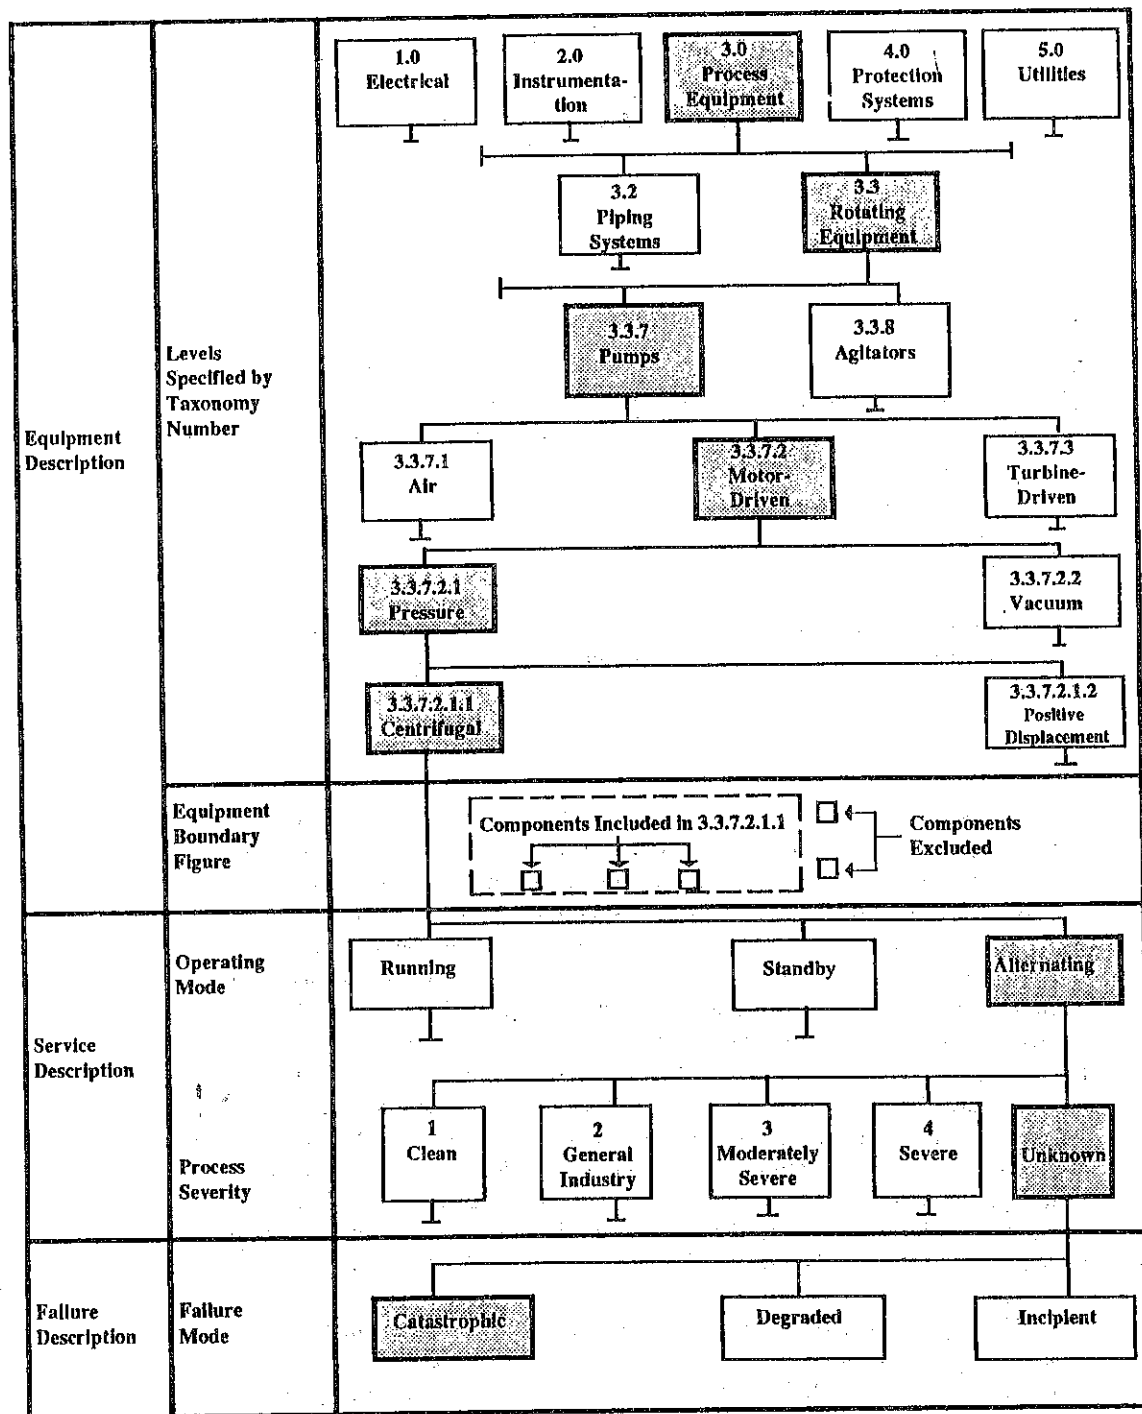 1.0
Electrical
2.0
Instrumenta-
tion
3.0
Process
Equipment
4.0
Protection
Systems
5.0
Utilities
3.2
Piping
Systems
3.3
Rotating
Equipment
3.3.7
Pumps
3.3.8
Agitators
Levels
Specified by
Taxonomy
Number
Equipment
Description
3.3.7.1
Air
3.3.7.2
Motor-
Driven
3.3.7.3
Turbine-
Driven
3.3.7.2.1
Pressure
3.3.7.2.2
Vacuum
3.3.7.2.1.1
Centrifugal
3.3.7.2.1.2
Positive
Displacement
Equipment
Boundary
Figure
Components Included in 3.3.7.2.1.1
Components
Excluded
Service
Description
Operating
Mode
Running
Standby
Alternating
Process
Severity
1
Clean
2
General
Industry
3
Moderately
Severe
4
Severe
Unknown
Failure
Description
Failure
Mode
Catastrophic
Degraded
Incipient